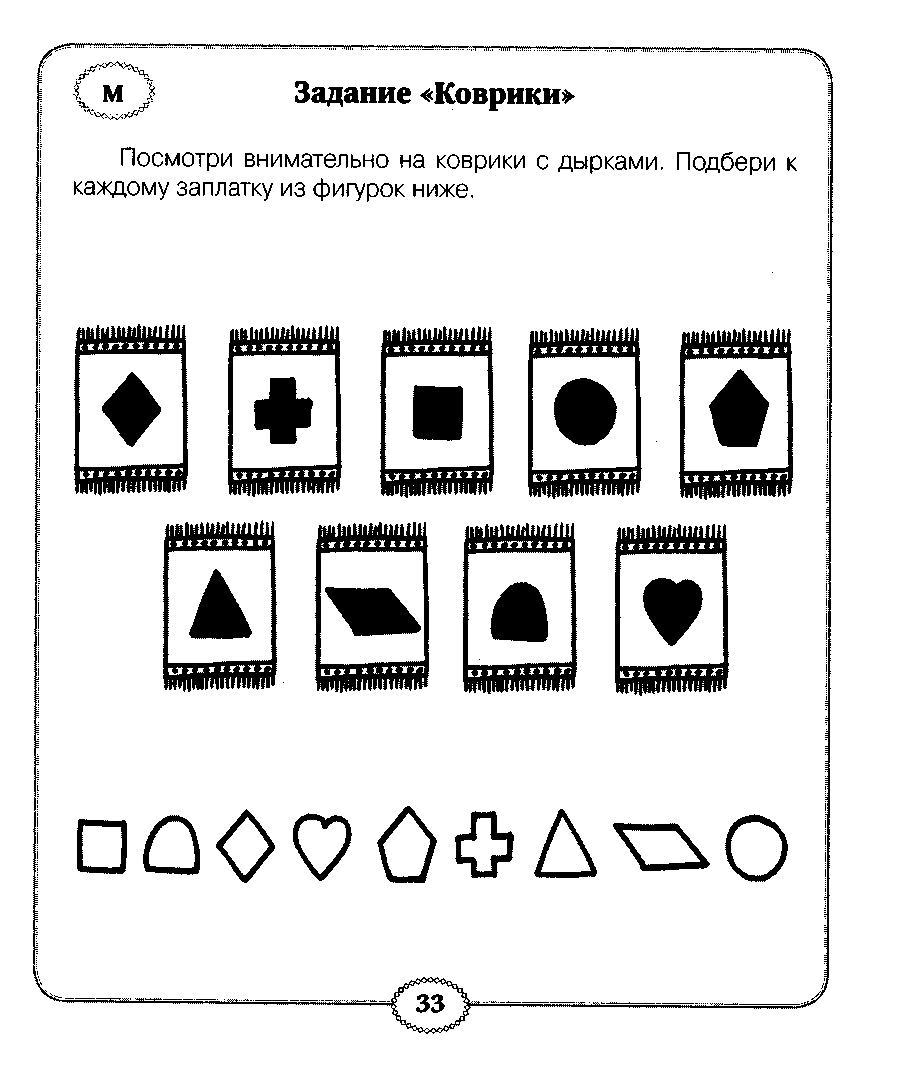 м
Задание «Коврики»
Посмотри внимательно на коврики с дырками. Подбери к
каждому заплатку из фигурок ниже.
33